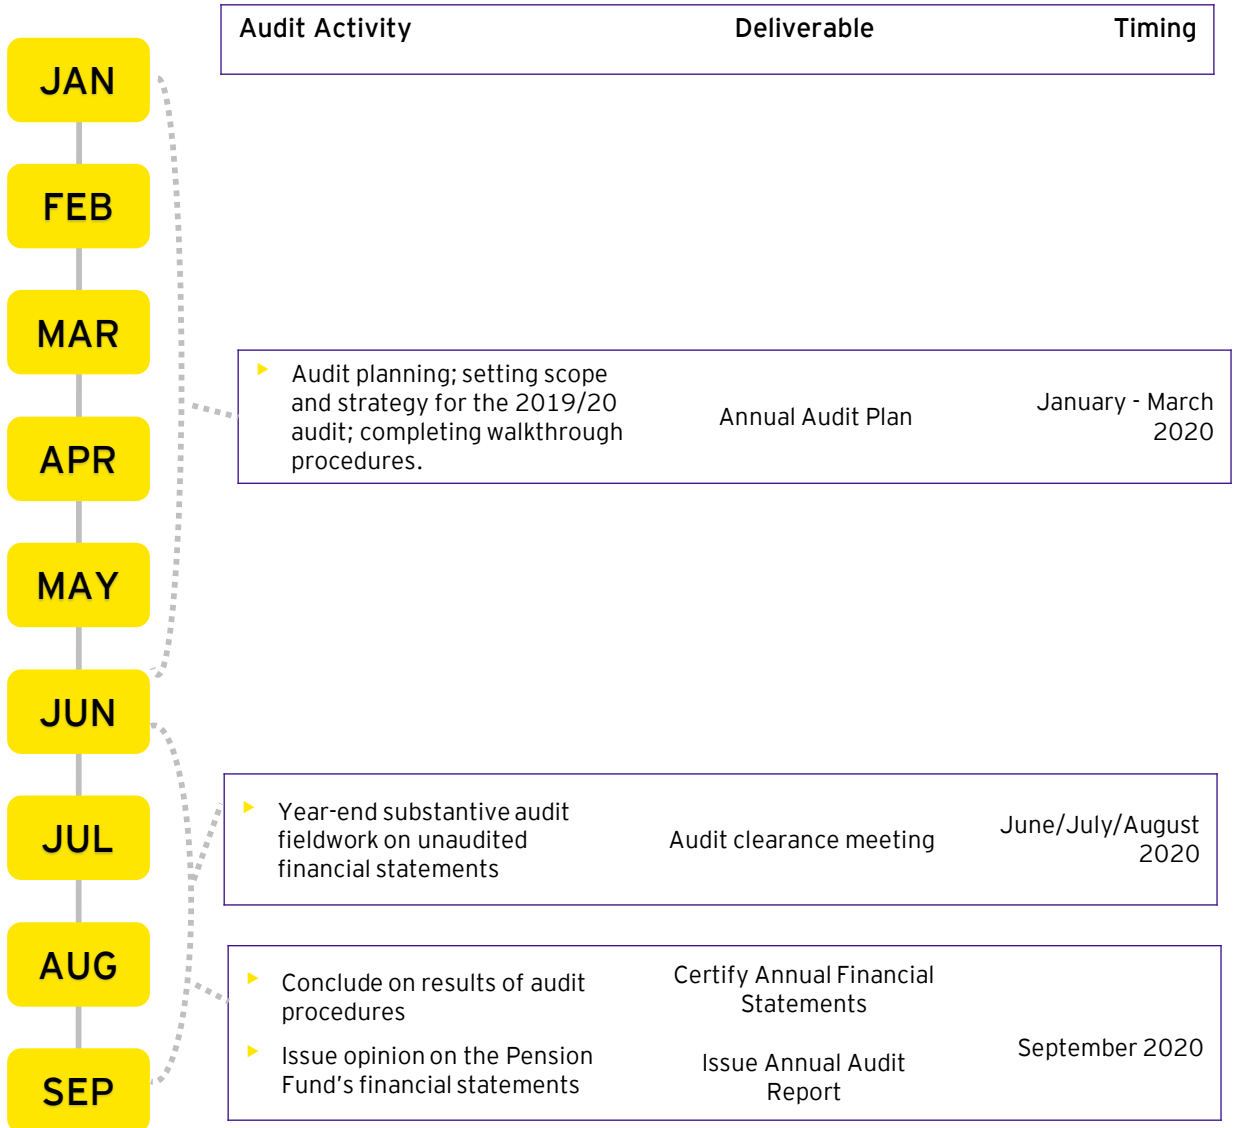 Audit Activity Deliverable Timing
JAN
FEB
MAR
APR
MAY
JUN
JUL
AUG
SEP
Audit planning; setting scope
and strategy for the 2019/20
audit; completing walkthrough
procedures.
Annual Audit Plan
January - March
2020
Year-end substantive audit
fieldwork on unaudited
financial statements
Audit clearance meeting
June/July/August
2020
Conclude on results of audit
procedures
Issue opinion on the Pension
Fund's financial statements
Certify Annual Financial
Statements
Issue Annual Audit
Report
September 2020